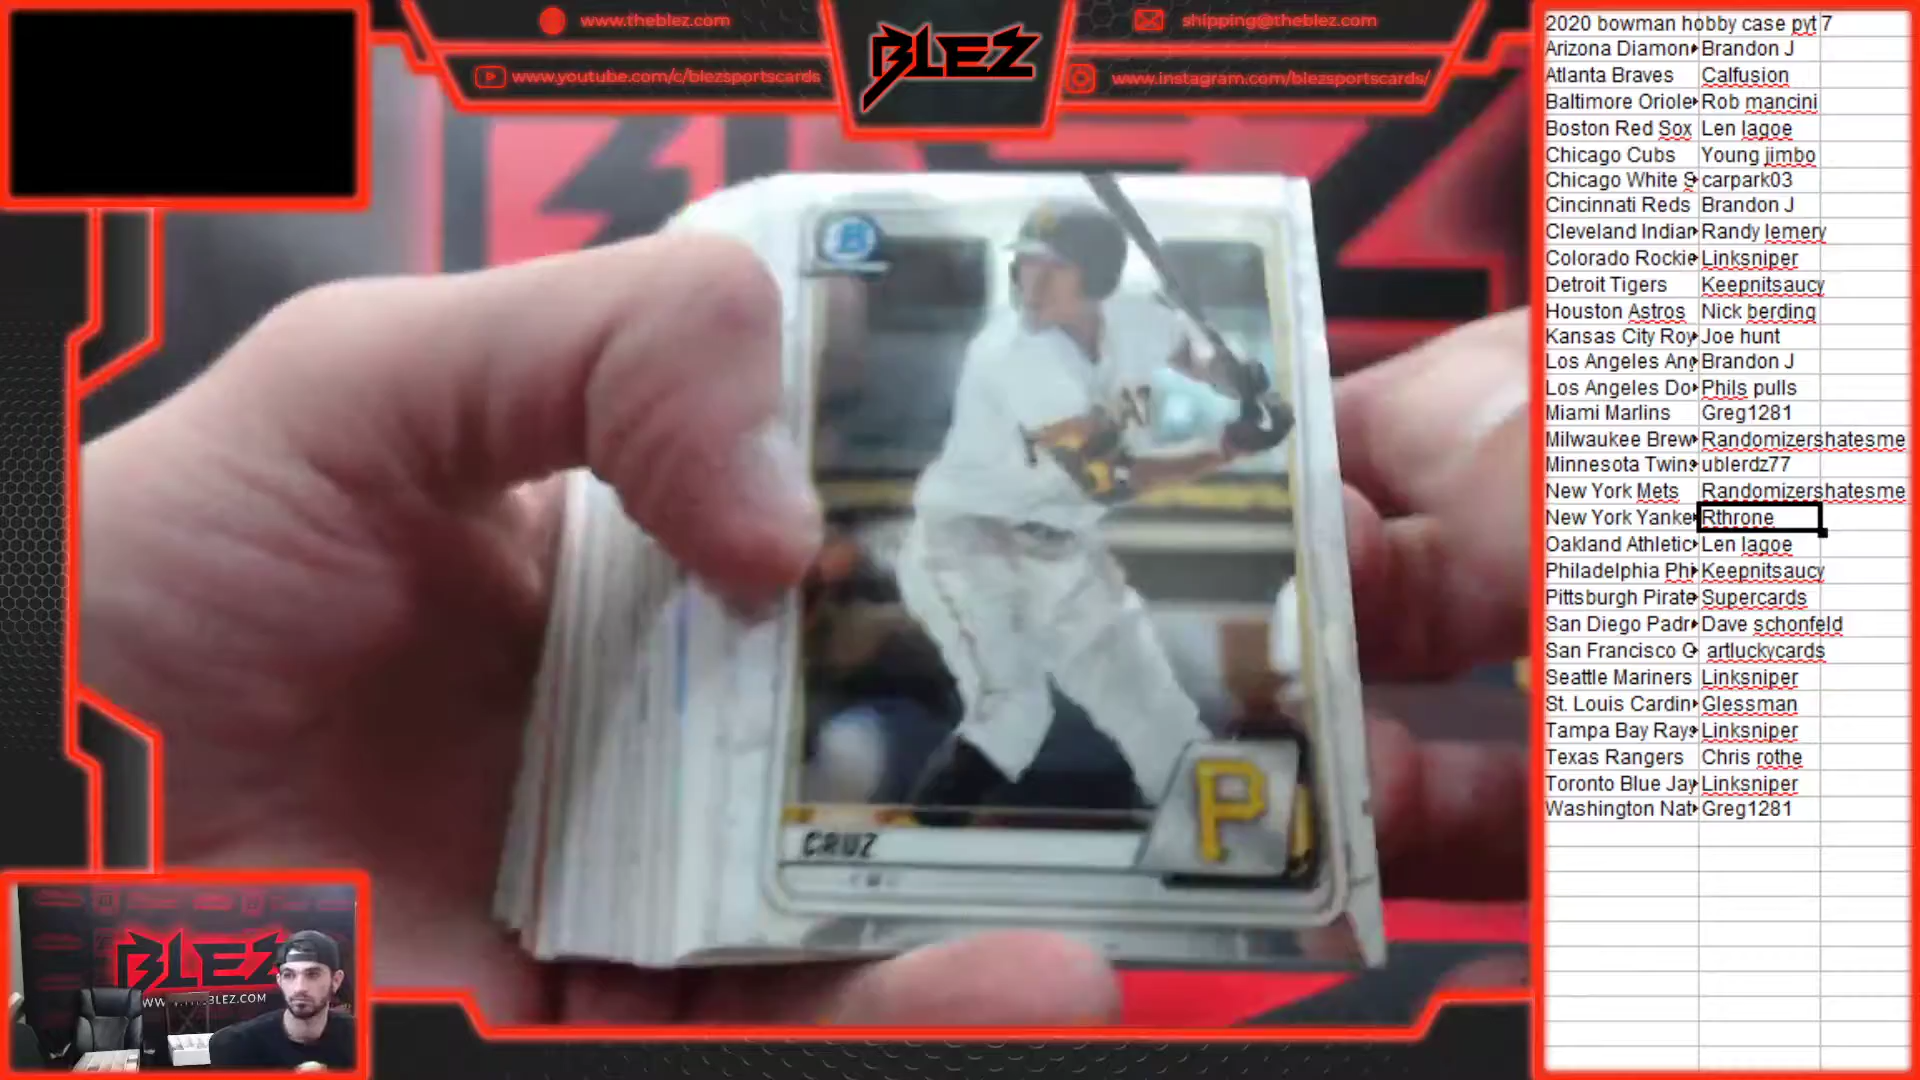 www.theblez.com
shipping@theblez.com
BLEZ
www.youtube.com/c/blezsportscards
www.instagram.com/blezsportscards/
2020 bowman hobby case pyt 7
Arizona Diamon Brandon J
Atlanta Braves Calfusion
Baltimore Oriole Rob mancini
Boston Red Sox Len lagoe
Chicago Cubs Young jimbo
Chicago White S carpark03
Cincinnati Reds Brandon J
Cleveland Indian Randy lemery
Colorado Rockie Linksniper
Detroit Tigers Keepnitsaucy
Houston Astros Nick berding
Kansas City Roy Joe hunt
Los Angeles Ang Brandon J
Los Angeles Do Phils pulls
Miami Marlins Greg1281
Milwaukee Brew Randomizershatesme
Minnesota Twins ublerdz77
New York Mets Randomizershatesme
New York Yanke Rthrone
Oakland Athletic Len lagoe
Philadelphia Phi Keepnitsaucy
Pittsburgh Pirate Supercards
San Diego Padr Dave schonfeld
San Francisco G artluckycards
Seattle Mariners Linksniper
St. Louis Cardin Glessman
Tampa Bay Rays Linksniper
Texas Rangers Chris rothe
Toronto Blue Jay Linksniper
Washington Nat Greg1281
B
CRUZ
P
BLEZ